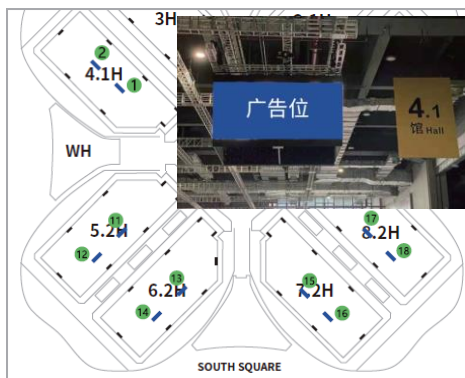 3H
2
4.1H
1
广告位
4.1
馆 Hall
WH
11
5.2H
12
17
8.2H
18
13
6.2H
14
15
7.2H
16
SOUTH SQUARE